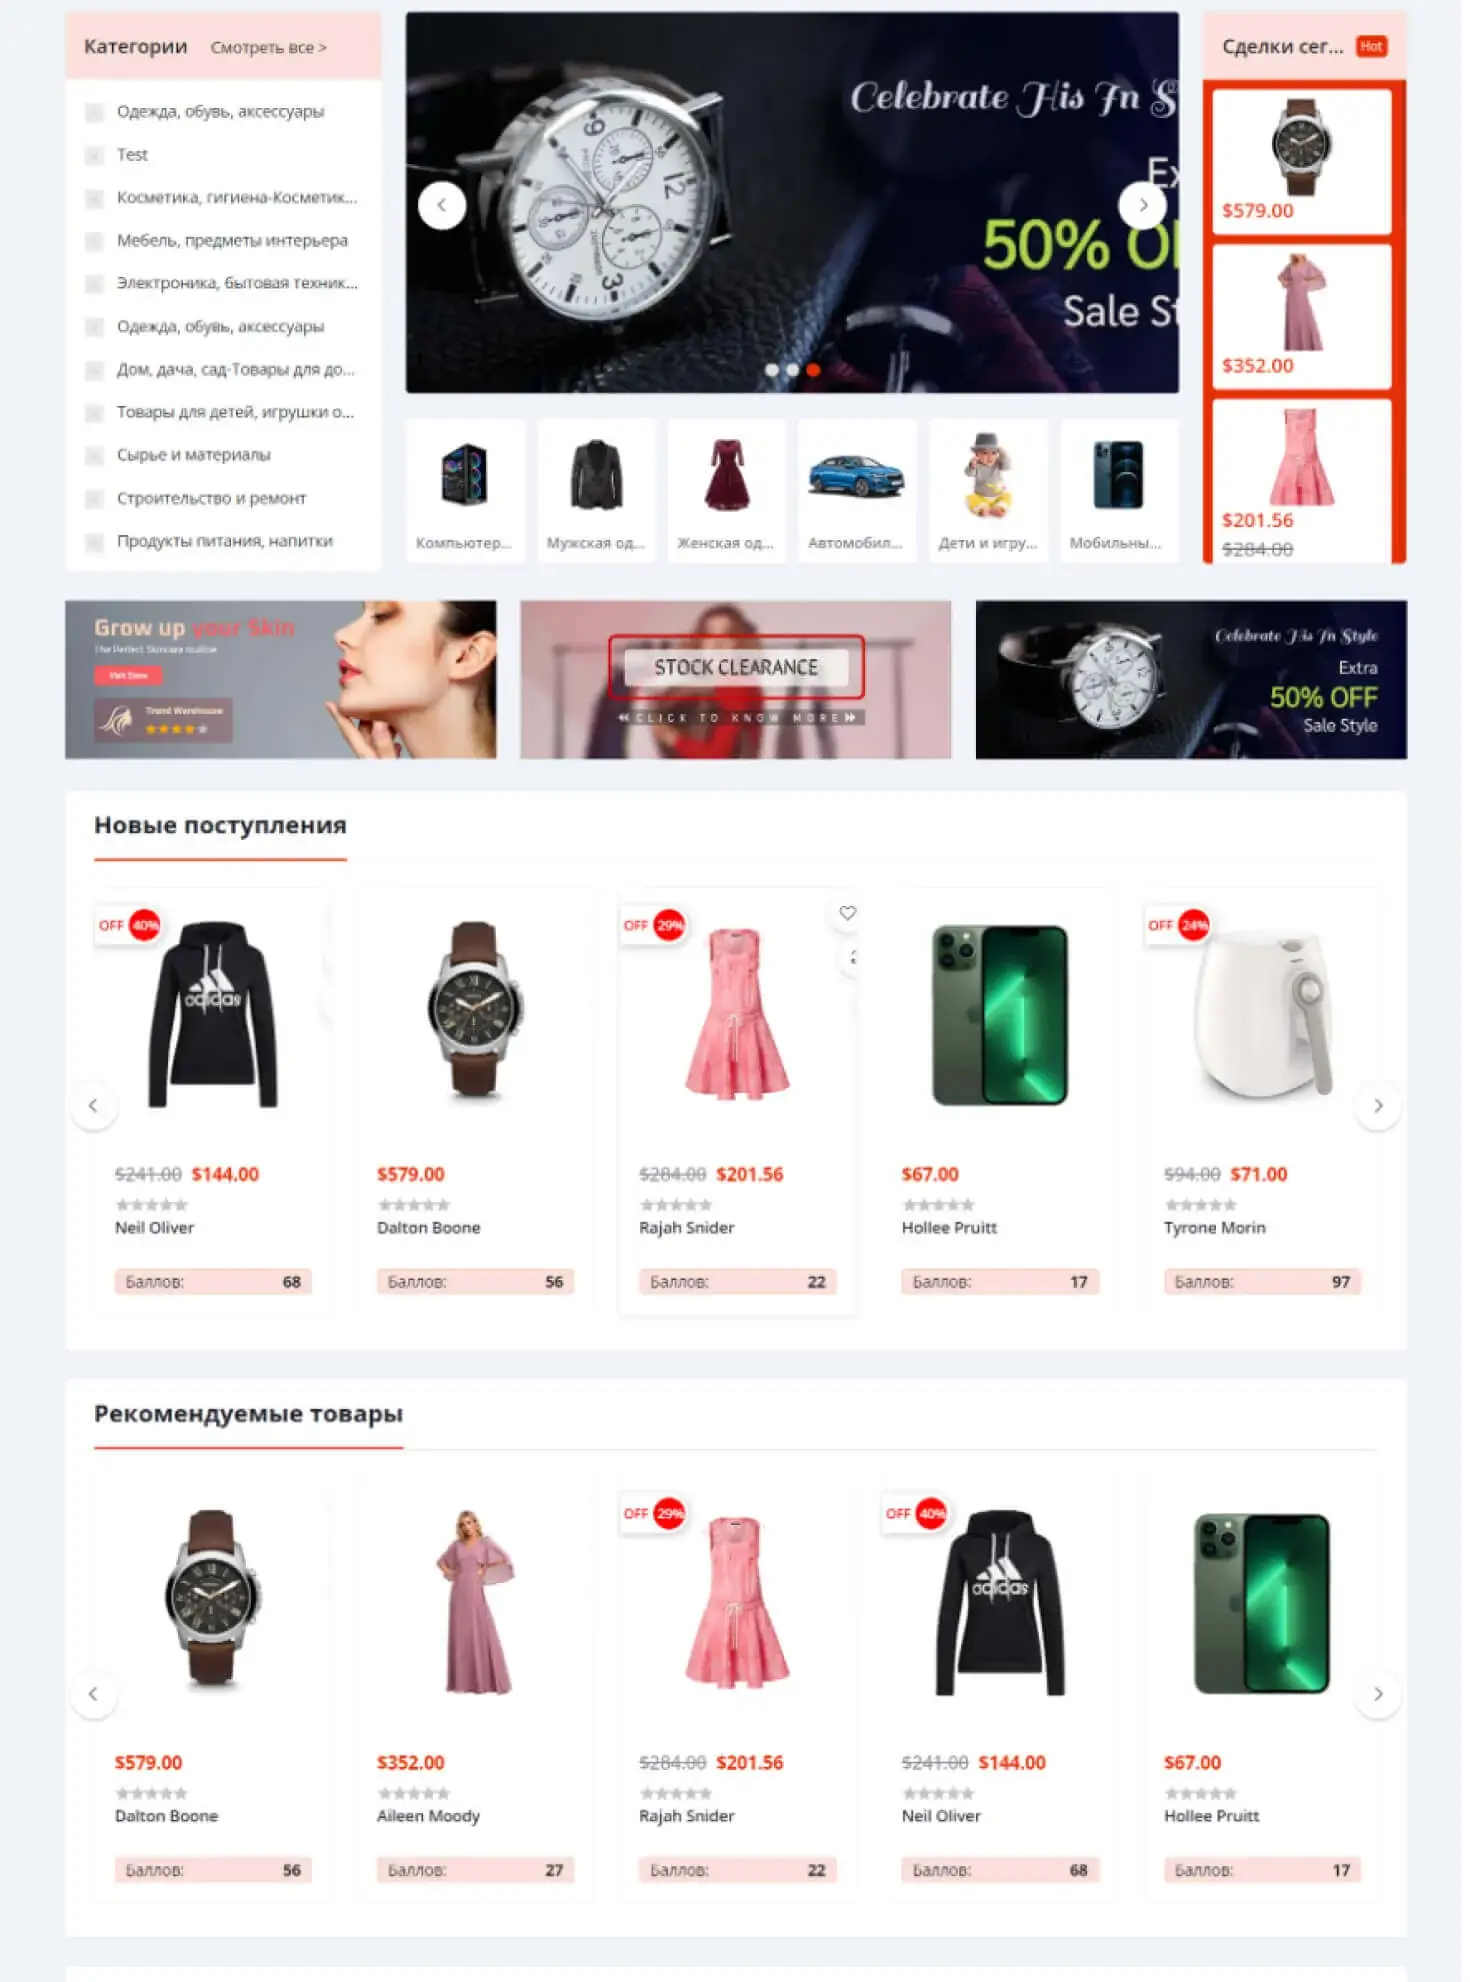 Категории Смотреть все >
Одежда, обувь, аксессуары
Test
Косметика, гигиена-Косметик...
Мебель, предметы интерьера
Электроника, бытовая техник...
Одежда, обувь, аксессуары
Дом, дача, сад-Товары для до...
Товары для детей, игрушки о...
Сырье и материалы
Строительство и ремонт
Продукты питания, напитки
Celebrate His In S
Ex
50% O
Sale St
Компьютер...
Мужская од...
Женская од...
Автомобил...
Дети и игру...
Мобильны...
Сделки сег... Hot
$579.00
$352.00
$201.56
$284.00
Grow up your Skin
The Perfect Skincare routine
Visit Store
Trend Warehouse
STOCK CLEARANCE
CLICK TO KNOW MORE
Celebrate His In Style
Extra
50% OFF
Sale Style
Новые поступления
OFF 40%
adidas
$241.00 $144.00
Neil Oliver
Баллов: 68
$579.00
Dalton Boone
Баллов: 56
OFF 29%
$284.00 $201.56
Rajah Snider
Баллов: 22
$67.00
Hollee Pruitt
Баллов: 17
OFF 24%
$94.00 $71.00
Tyrone Morin
Баллов: 97
Рекомендуемые товары
$579.00
Dalton Boone
Баллов: 56
$352.00
Aileen Moody
Баллов: 27
OFF 29%
$284.00 $201.56
Rajah Snider
Баллов: 22
OFF 40%
adidas
$241.00 $144.00
Neil Oliver
Баллов: 68
$67.00
Hollee Pruitt
Баллов: 17